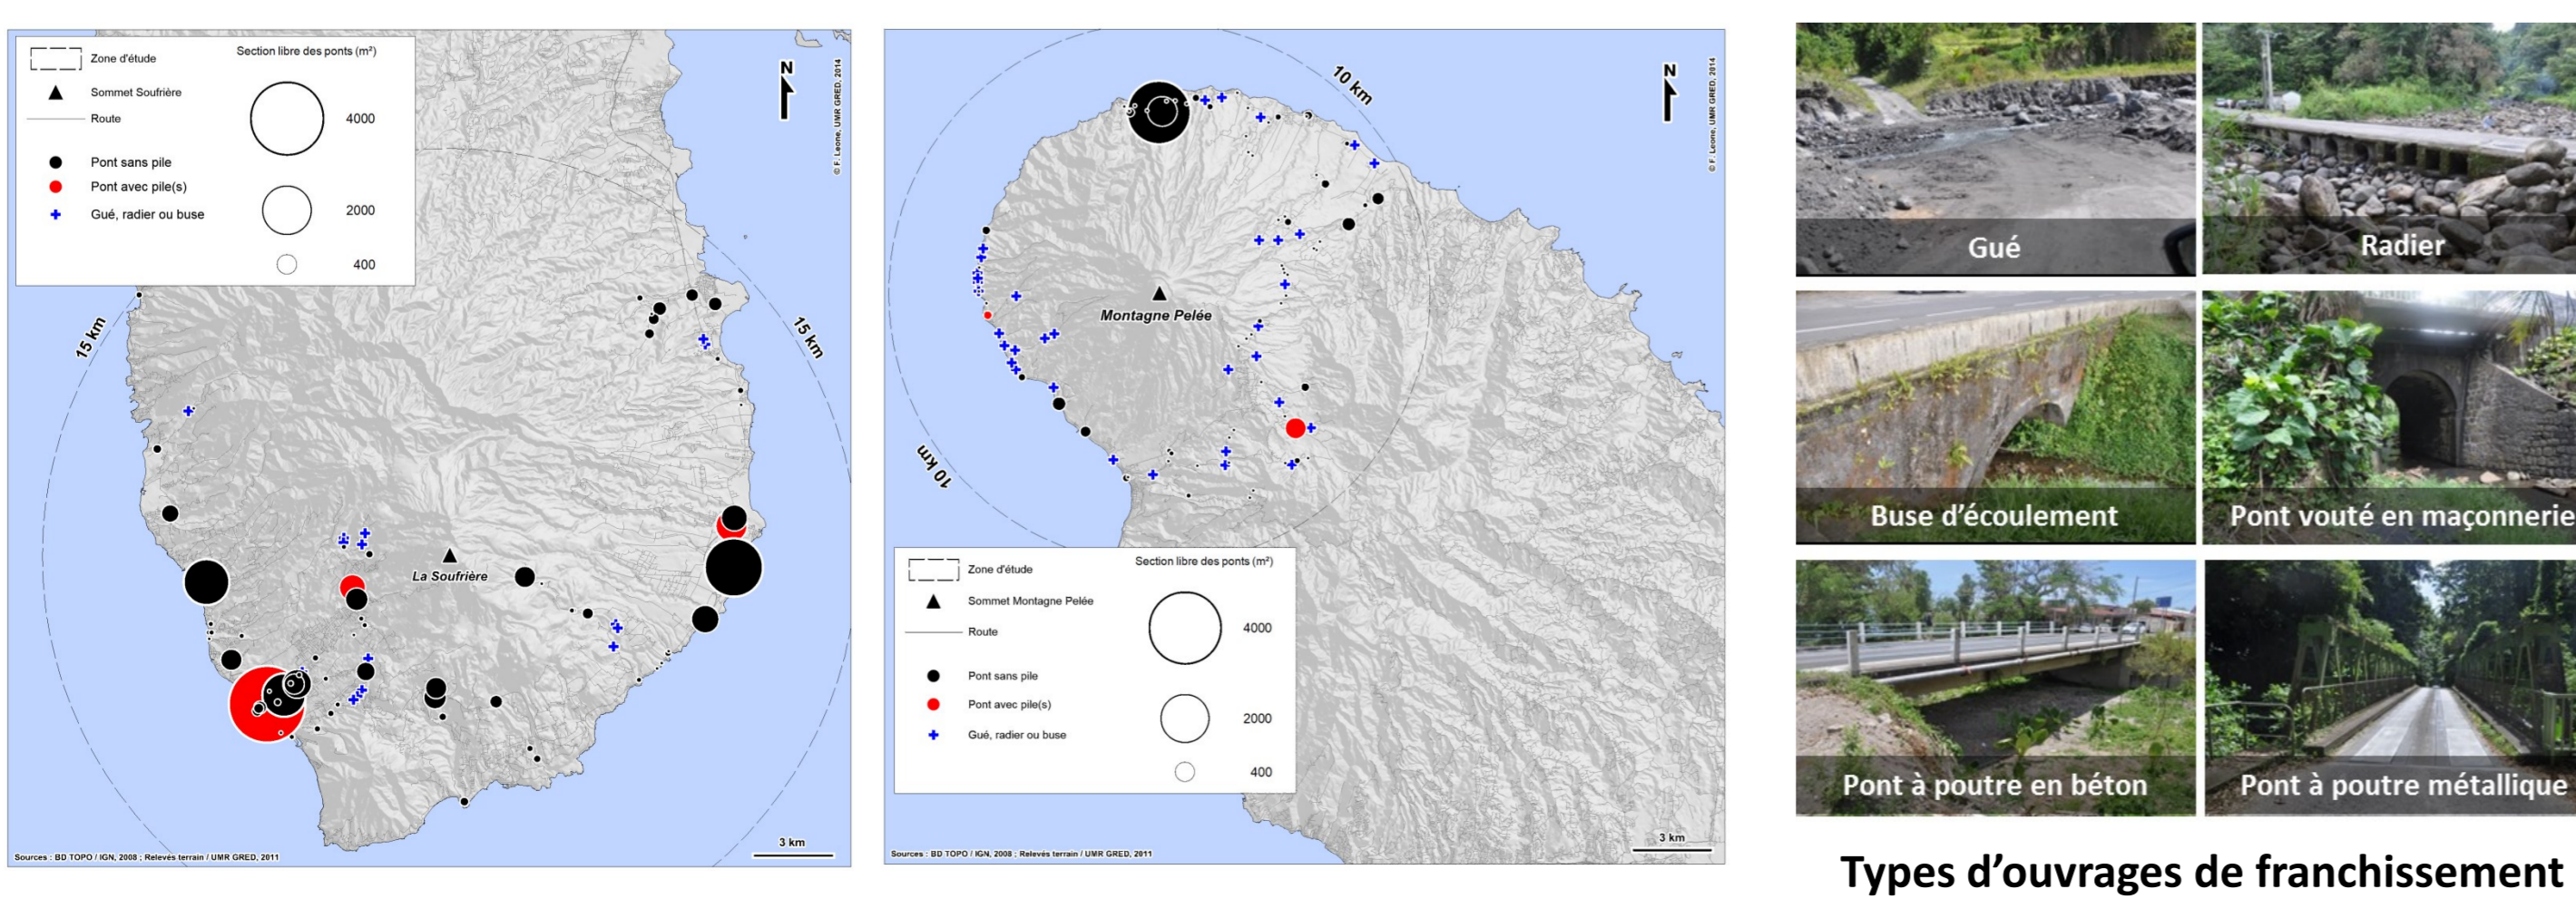 Zone d'étude
Section libre des ponts (m²)
Sommet Soufrière
Route
Pont sans pile
Pont avec pile(s)
Gué, radier ou buse
4000
2000
400
N
© F. Leone, UMR GRED, 2014
15 km
15 km
La Soufrière
3 km
Sources : BD TOPO / IGN, 2008 ; Relevés terrain / UMR GRED, 2011
10 km
N
© F. Leone, UMR GRED, 2014
Montagne Pelée
10 km
Zone d'étude
Section libre des ponts (m²)
Sommet Montagne Pelée
Route
Pont sans pile
Pont avec pile(s)
Gué, radier ou buse
4000
2000
400
3 km
Sources : BD TOPO / IGN, 2008 ; Relevés terrain / UMR GRED, 2011
Gué
Radier
Buse d'écoulement
Pont vouté en maçonnerie
Pont à poutre en béton
Pont à poutre métallique
Types d'ouvrages de franchissement